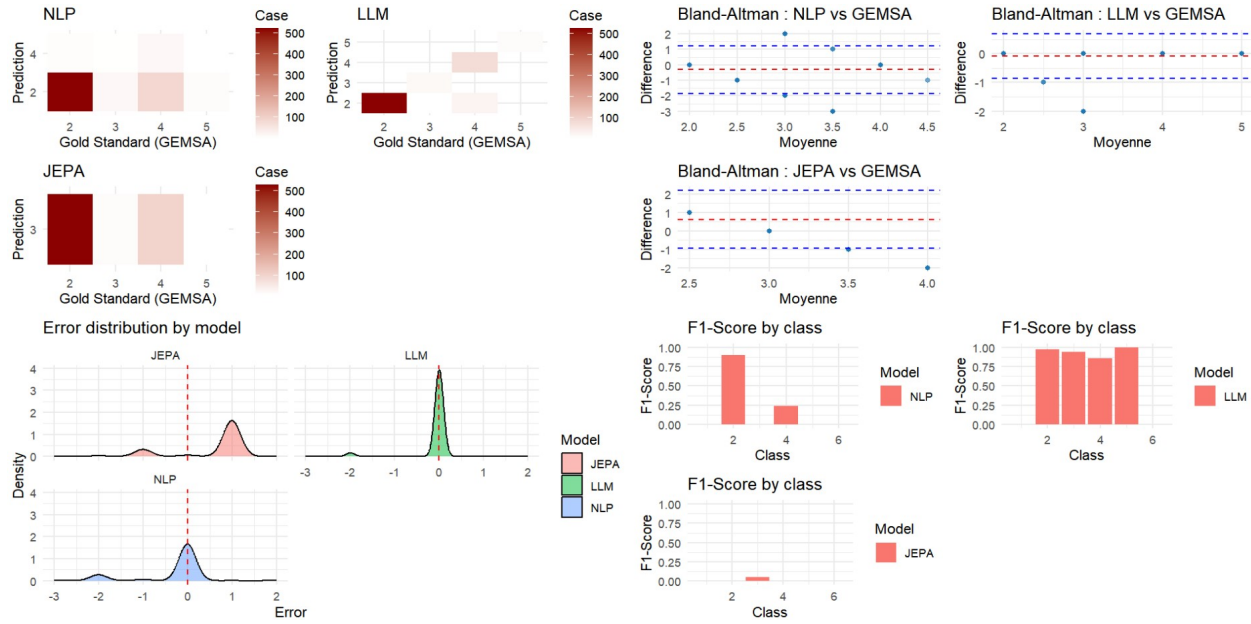 NLP
Prediction
4
2
2 3 4 5
Gold Standard (GEMSA)
Case
500
400
300
200
100
LLM
Prediction
5
4
3
2
2 3 4 5
Gold Standard (GEMSA)
Case
500
400
300
200
100
JEPA
Prediction
3
2 3 4 5
Gold Standard (GEMSA)
Case
500
400
300
200
100
Bland-Altman : NLP vs GEMSA
Difference
2
1
0
-1
-2
-3
2.0 2.5 3.0 3.5 4.0 4.5
Moyenne
Bland-Altman : LLM vs GEMSA
Difference
0
-1
-2
2 3 4 5
Moyenne
Bland-Altman : JEPA vs GEMSA
Difference
2
1
0
-1
-2
2.5 3.0 3.5 4.0
Moyenne
Error distribution by model
JEPA
4
3
2
1
0
LLM
-3 -2 -1 0 1 2
Density
NLP
4
3
2
1
0
-3 -2 -1 0 1 2
Error
Model
JEPA
LLM
NLP
F1-Score by class
F1-Score
1.00
0.75
0.50
0.25
0.00
2 4 6
Class
Model
NLP
F1-Score by class
F1-Score
1.00
0.75
0.50
0.25
0.00
2 4 6
Class
Model
LLM
F1-Score by class
F1-Score
1.00
0.75
0.50
0.25
0.00
2 4 6
Class
Model
JEPA